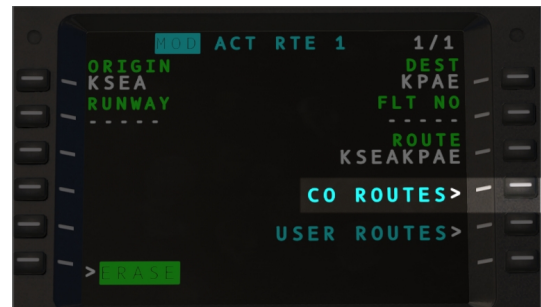 MOD ACT RTE 1 1/1
ORIGIN DEST
KSEA KPAE
RUNWAY FLT NO
----- -----
ROUTE
KSEAKPAE
CO ROUTES>
USER ROUTES>
>ERASE